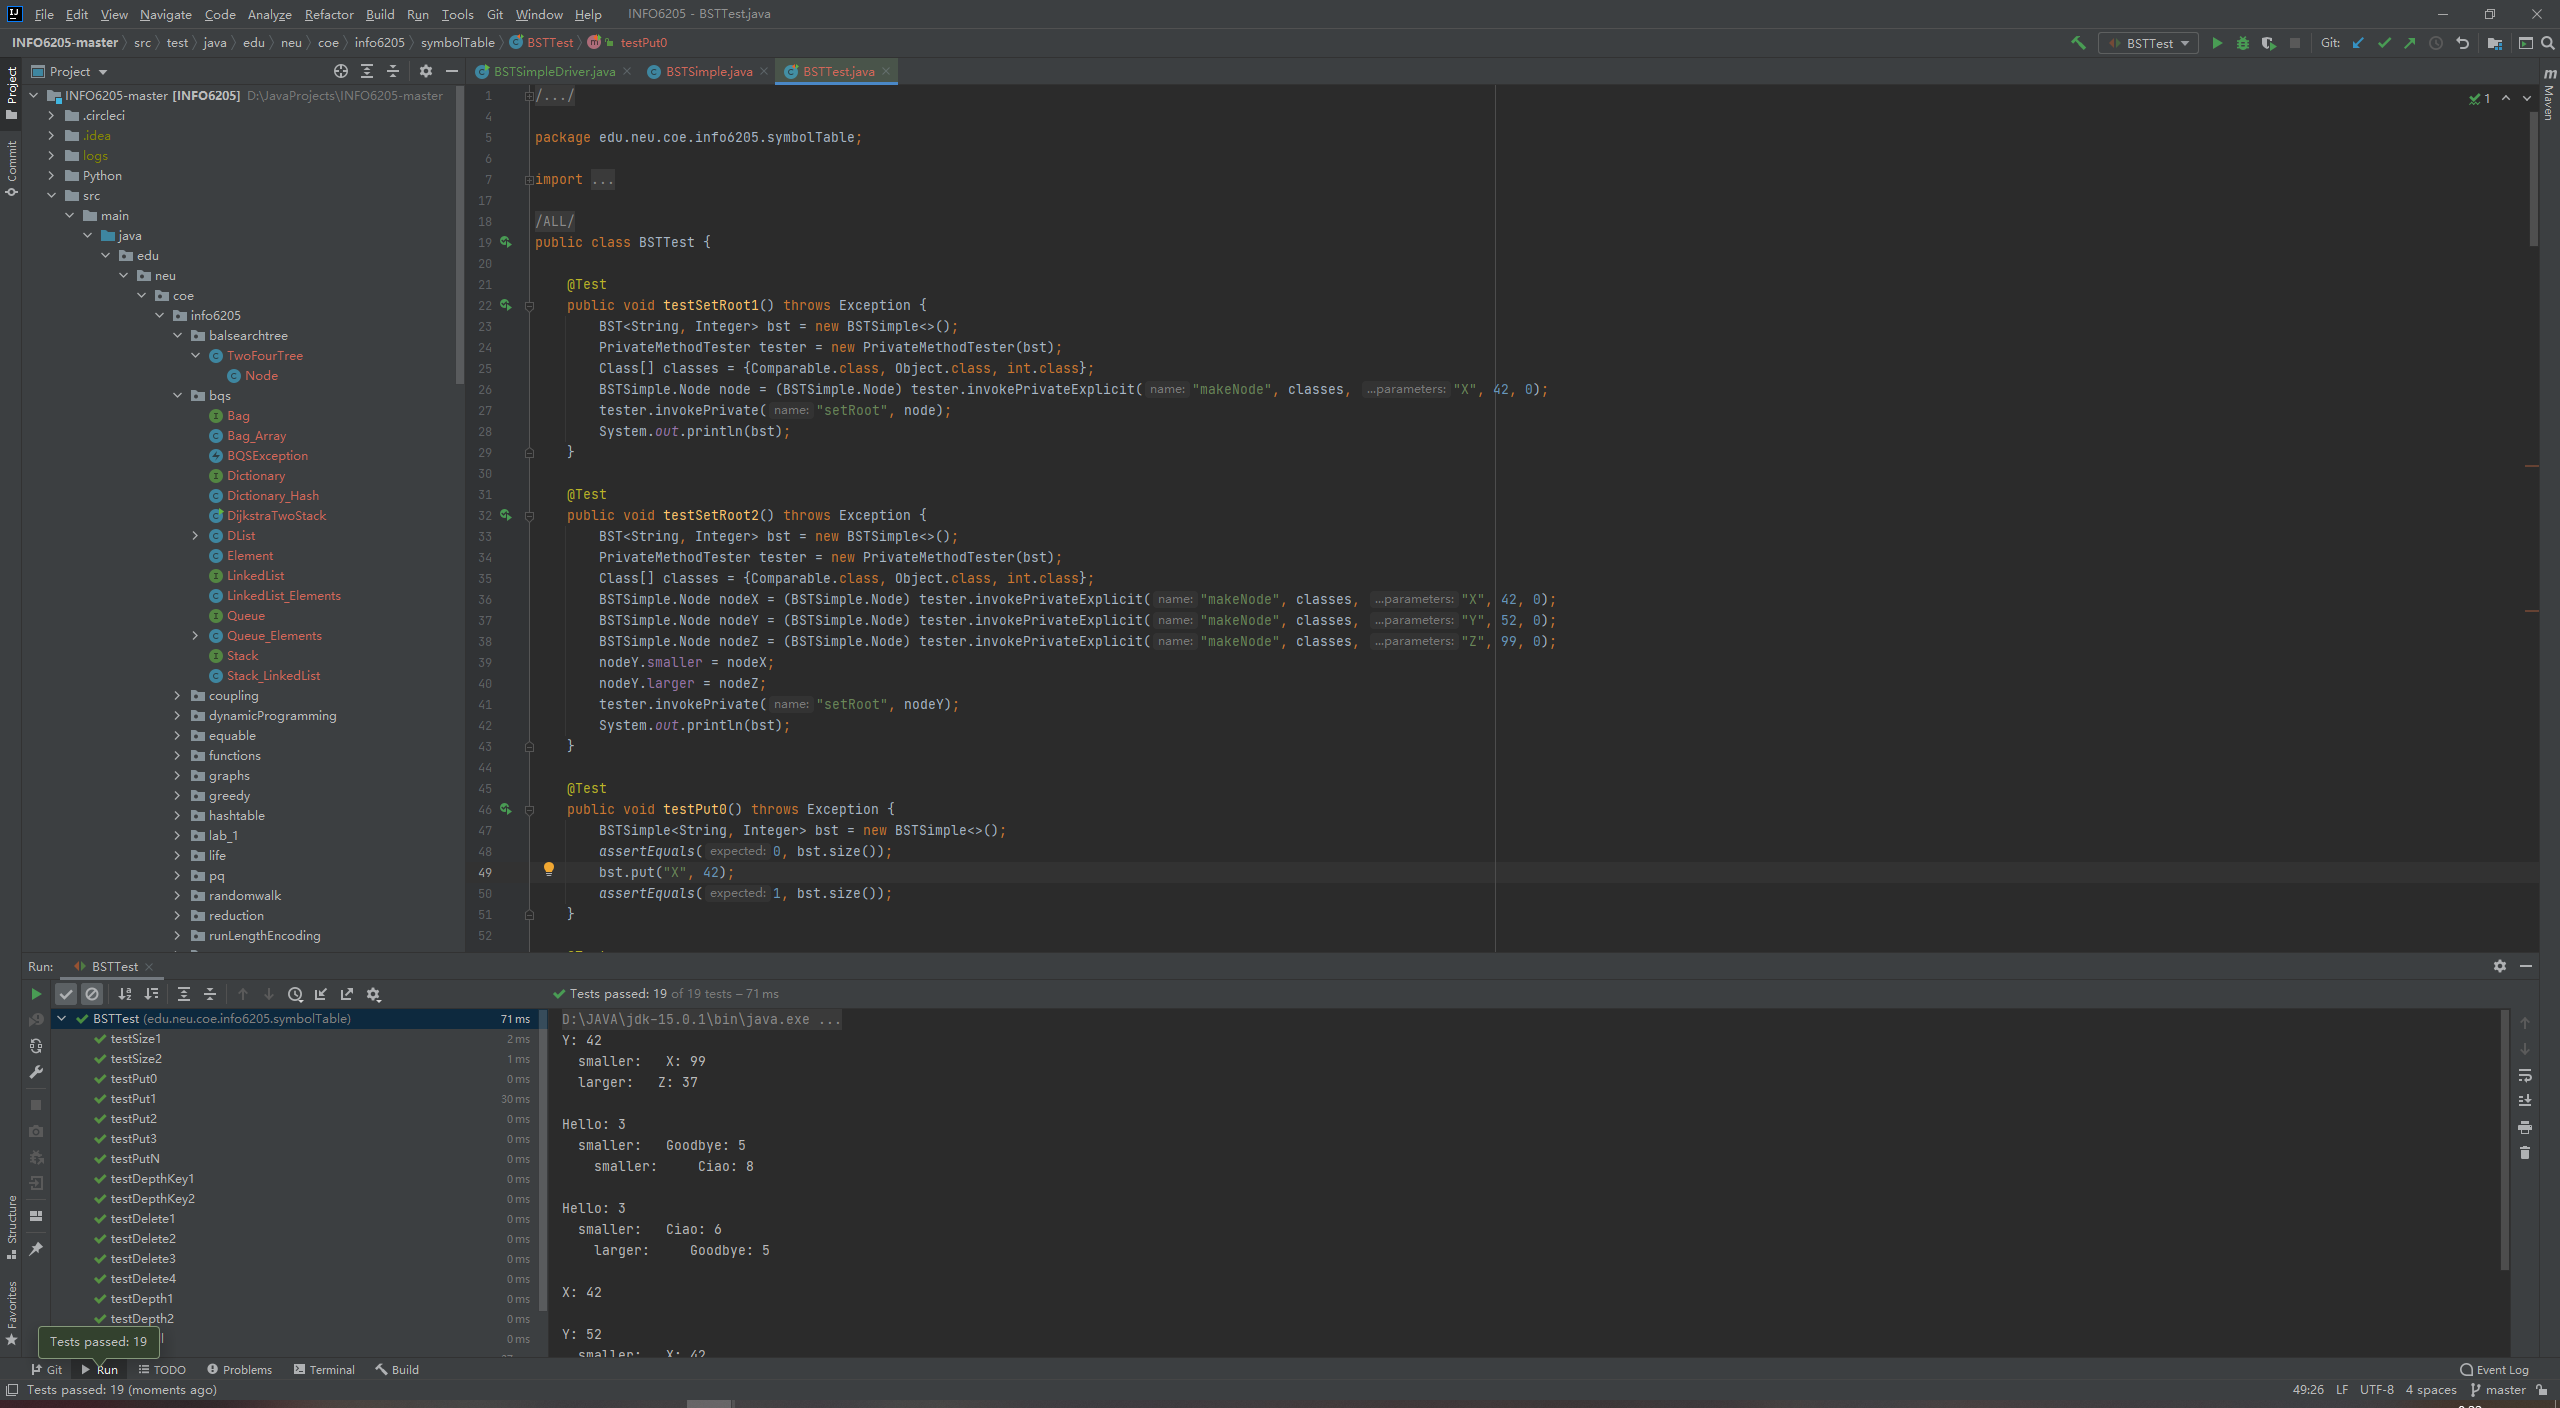 File Edit View Navigate Code Analyze Refactor Build Run Tools Git Window Help INFO6205 - BSTTest.java
INFO6205-master src test java edu neu coe info6205 symbolTable BSTTest testPut0 BSTTest Git:
Project BSTSimpleDriver.java BSTSimple.java BSTTest.java
Project
Commit
Structure
Favorites
Maven
INFO6205-master [INFO6205] D:\JavaProjects\INFO6205-master
.circleci
.idea
logs
Python
src
main
java
edu
neu
coe
info6205
balsearchtree
TwoFourTree
Node
bqs
Bag
Bag_Array
BQSException
Dictionary
Dictionary_Hash
DijkstraTwoStack
DList
Element
LinkedList
LinkedList_Elements
Queue
Queue_Elements
Stack
Stack_LinkedList
coupling
dynamicProgramming
equable
functions
graphs
greedy
hashtable
lab_1
life
pq
randomwalk
reduction
runLengthEncoding
1 /.../
1
4
5 package edu.neu.coe.info6205.symbolTable;
6
7 import ...
17
18 /ALL/
19 public class BSTTest {
20
21 @Test
22 public void testSetRoot1() throws Exception {
23 BST<String, Integer> bst = new BSTSimple<>();
24 PrivateMethodTester tester = new PrivateMethodTester(bst);
25 Class[] classes = {Comparable.class, Object.class, int.class};
26 BSTSimple.Node node = (BSTSimple.Node) tester.invokePrivateExplicit( name: "makeNode", classes, ...parameters: "X", 42, 0);
27 tester.invokePrivate( name: "setRoot", node);
28 System.out.println(bst);
29 }
30
31 @Test
32 public void testSetRoot2() throws Exception {
33 BST<String, Integer> bst = new BSTSimple<>();
34 PrivateMethodTester tester = new PrivateMethodTester(bst);
35 Class[] classes = {Comparable.class, Object.class, int.class};
36 BSTSimple.Node nodeX = (BSTSimple.Node) tester.invokePrivateExplicit( name: "makeNode", classes, ...parameters: "X", 42, 0);
37 BSTSimple.Node nodeY = (BSTSimple.Node) tester.invokePrivateExplicit( name: "makeNode", classes, ...parameters: "Y", 52, 0);
38 BSTSimple.Node nodeZ = (BSTSimple.Node) tester.invokePrivateExplicit( name: "makeNode", classes, ...parameters: "Z", 99, 0);
39 nodeY.smaller = nodeX;
40 nodeY.larger = nodeZ;
41 tester.invokePrivate( name: "setRoot", nodeY);
42 System.out.println(bst);
43 }
44
45 @Test
46 public void testPut0() throws Exception {
47 BSTSimple<String, Integer> bst = new BSTSimple<>();
48 assertEquals( expected: 0, bst.size());
49 bst.put("X", 42);
50 assertEquals( expected: 1, bst.size());
51 }
52
Run: BSTTest
Tests passed: 19 of 19 tests – 71 ms
BSTTest (edu.neu.coe.info6205.symbolTable) 71 ms
testSize1 2 ms
testSize2 1 ms
testPut0 0 ms
testPut1 30 ms
testPut2 0 ms
testPut3 0 ms
testPutN 0 ms
testDepthKey1 0 ms
testDepthKey2 0 ms
testDelete1 0 ms
testDelete2 0 ms
testDelete3 0 ms
testDelete4 0 ms
testDepth1 0 ms
testDepth2 0 ms
0 ms
Tests passed: 19
D:\JAVA\jdk-15.0.1\bin\java.exe ...
Y: 42
smaller: X: 99
larger: Z: 37
Hello: 3
smaller: Goodbye: 5
smaller: Ciao: 8
Hello: 3
smaller: Ciao: 6
larger: Goodbye: 5
X: 42
Y: 52
smaller: X: 42
Git Run TODO Problems Terminal Build Event Log
Tests passed: 19 (moments ago) 49:26 LF UTF-8 4 spaces master